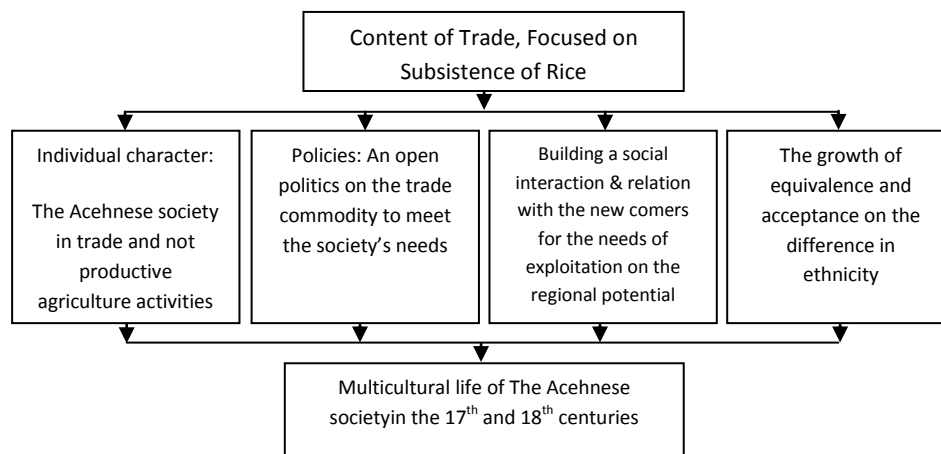 Content of Trade, Focused on
Subsistence of Rice
Individual character:
The Acehnese society
in trade and not
productive
agriculture activities
Policies: An open
politics on the trade
commodity to meet
the society's needs
Building a social
interaction & relation
with the new comers
for the needs of
exploitation on the
regional potential
The growth of
equivalence and
acceptance on the
difference in
ethnicity
Multicultural life of The Acehnese
societyin the 17th and 18th centuries